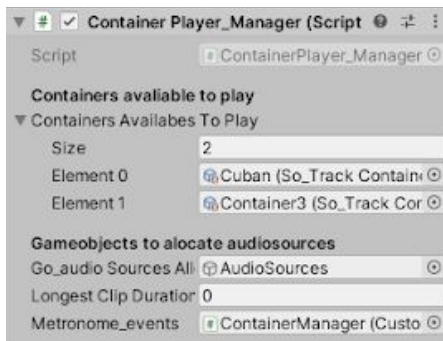 # Container Player_Manager (Script
Script ContainerPlayer_Manager
Containers avaliable to play
Containers Availabes To Play
Size 2
Element 0 Cuban (So_Track Contain
Element 1 Container3 (So_Track Cor
Gameobjects to alocate audiosources
Go_audio Sources All AudioSources
Longest Clip Duration 0
Metronome_events ContainerManager (Custo